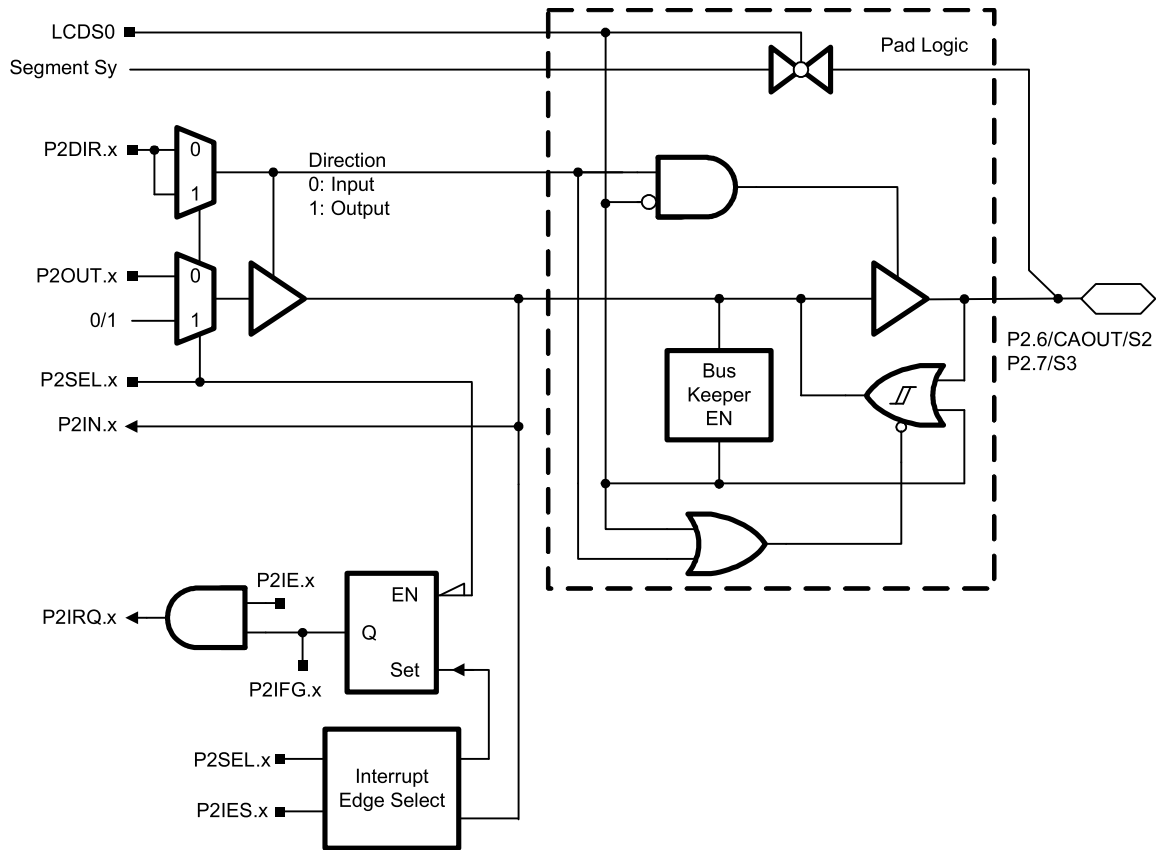 LCDS0
Pad Logic
Segment Sy
P2DIR.x
0
1
Direction
0: Input
1: Output
P2OUT.x
0
0/1
1
P2.6/CAOUT/S2
P2.7/S3
P2SEL.x
Bus
Keeper
EN
P2IN.x
P2IE.x
EN
P2IRQ.x
Q
Set
P2IFG.x
P2SEL.x
Interrupt
Edge Select
P2IES.x